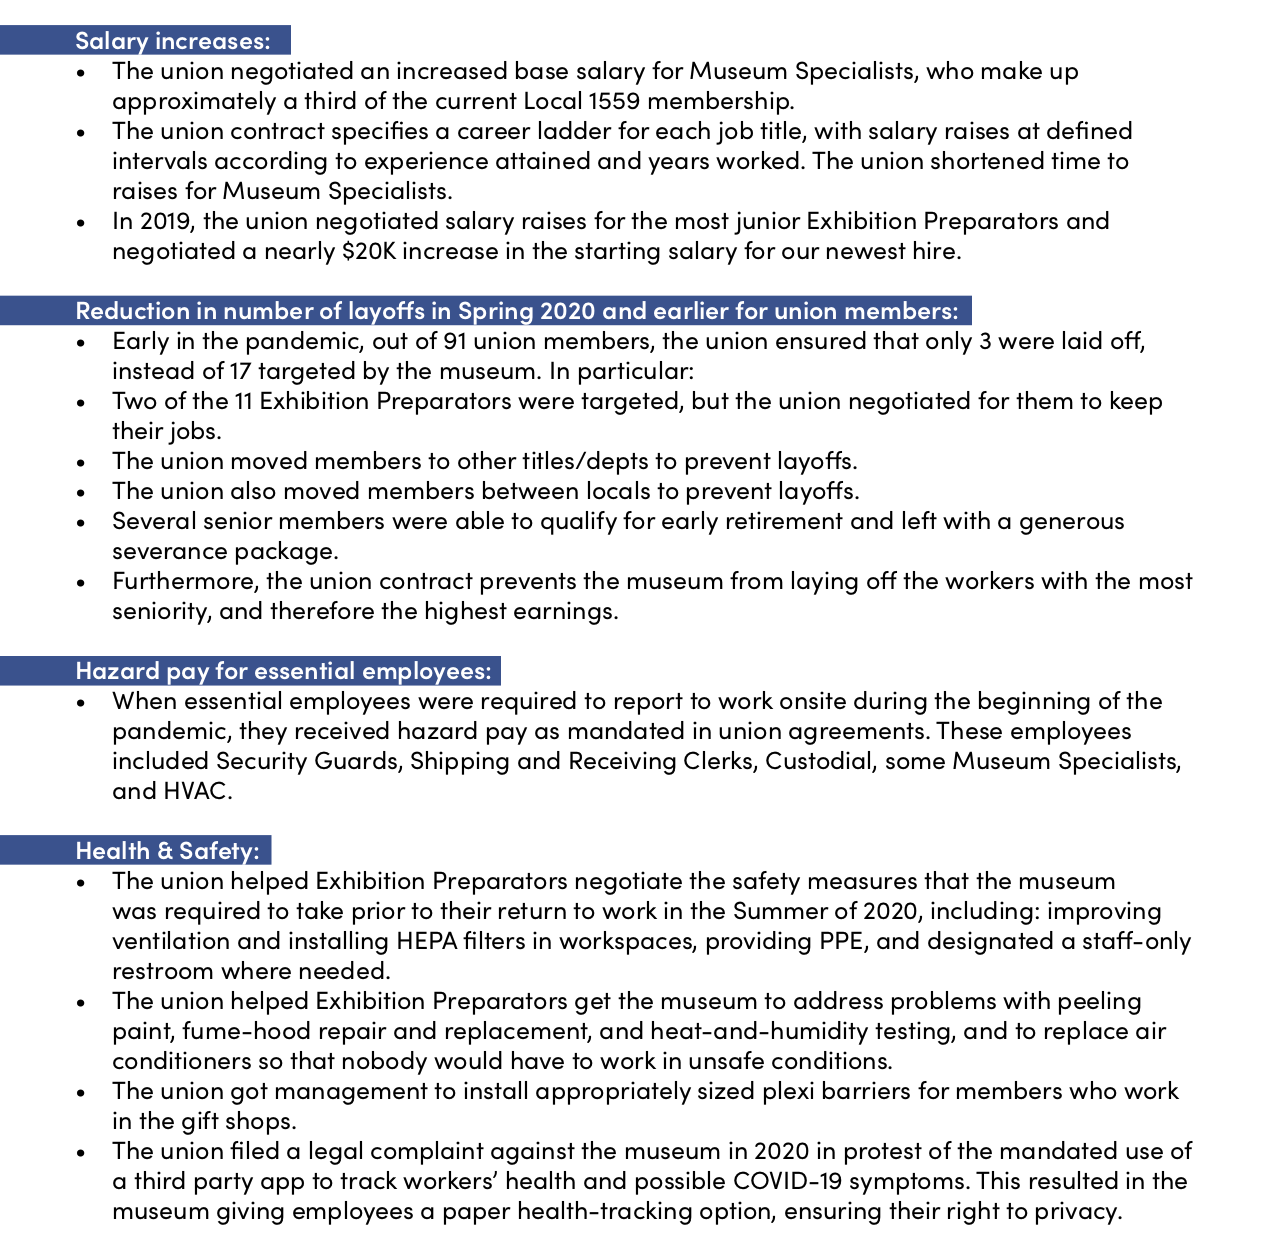 Salary increases:
• The union negotiated an increased base salary for Museum Specialists, who make up
approximately a third of the current Local 1559 membership.
• The union contract specifies a career ladder for each job title, with salary raises at defined
intervals according to experience attained and years worked. The union shortened time to
raises for Museum Specialists.
• In 2019, the union negotiated salary raises for the most junior Exhibition Preparators and
negotiated a nearly $20K increase in the starting salary for our newest hire.
Reduction in number of layoffs in Spring 2020 and earlier for union members:
• Early in the pandemic, out of 91 union members, the union ensured that only 3 were laid off,
instead of 17 targeted by the museum. In particular:
• Two of the 11 Exhibition Preparators were targeted, but the union negotiated for them to keep
their jobs.
• The union moved members to other titles/depts to prevent layoffs.
• The union also moved members between locals to prevent layoffs.
• Several senior members were able to qualify for early retirement and left with a generous
severance package.
• Furthermore, the union contract prevents the museum from laying off the workers with the most
seniority, and therefore the highest earnings.
Hazard pay for essential employees:
• When essential employees were required to report to work onsite during the beginning of the
pandemic, they received hazard pay as mandated in union agreements. These employees
included Security Guards, Shipping and Receiving Clerks, Custodial, some Museum Specialists,
and HVAC.
Health & Safety:
• The union helped Exhibition Preparators negotiate the safety measures that the museum
was required to take prior to their return to work in the Summer of 2020, including: improving
ventilation and installing HEPA filters in workspaces, providing PPE, and designated a staff-only
restroom where needed.
• The union helped Exhibition Preparators get the museum to address problems with peeling
paint, fume-hood repair and replacement, and heat-and-humidity testing, and to replace air
conditioners so that nobody would have to work in unsafe conditions.
• The union got management to install appropriately sized plexi barriers for members who work
in the gift shops.
• The union filed a legal complaint against the museum in 2020 in protest of the mandated use of
a third party app to track workers’ health and possible COVID-19 symptoms. This resulted in the
museum giving employees a paper health-tracking option, ensuring their right to privacy.